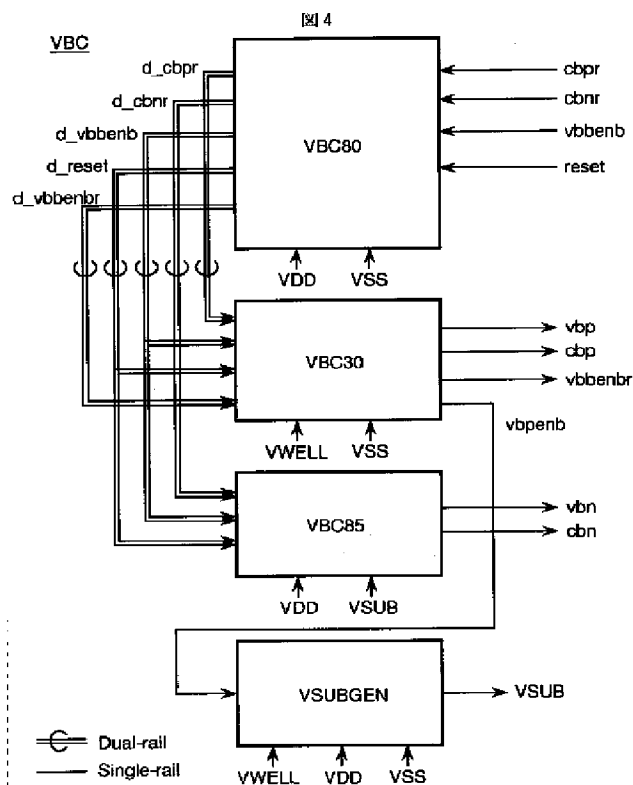 図 4
VBC
d_cbpr
d_cbnr
d_vbbenb
d_reset
d_vbbenbr
VBC80
cbpr
cbnr
vbbenb
reset
VDD
VSS
VBC30
vbp
cbp
vbbenbr
vbpenb
VWELL
VSS
VBC85
vbn
cbn
VDD
VSUB
VSUBGEN
VSUB
Dual-rail
Single-rail
VWELL
VDD
VSS